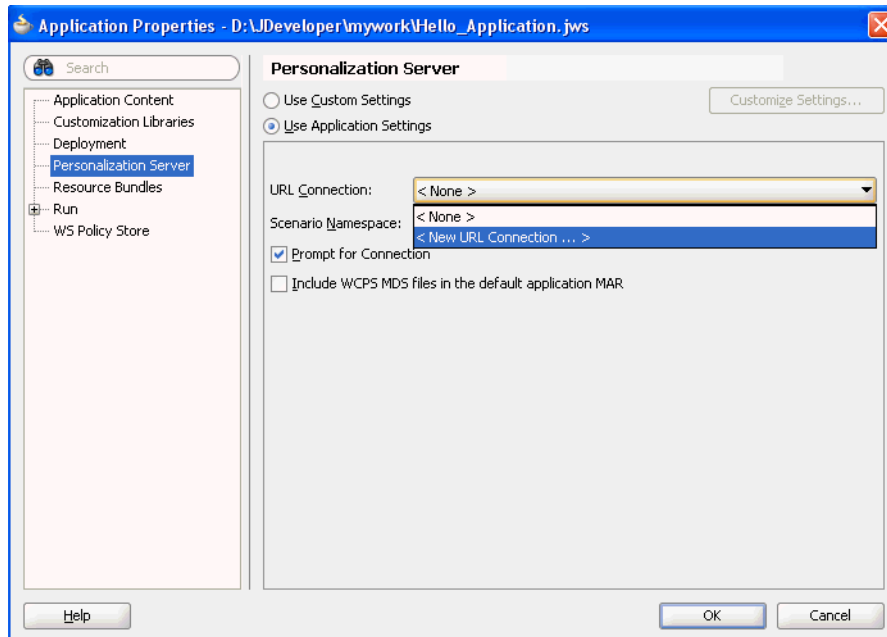 Application Properties - D:\JDeveloper\mywork\Hello_Application.jws
Search
Application Content
Customization Libraries
Deployment
Personalization Server
Resource Bundles
Run
WS Policy Store
Personalization Server
Use Custom Settings
Customize Settings...
Use Application Settings
URL Connection:
< None >
< None >
Scenario Namespace:
< New URL Connection ... >
Prompt for Connection
Include WCPS MDS files in the default application MAR
Help
OK
Cancel